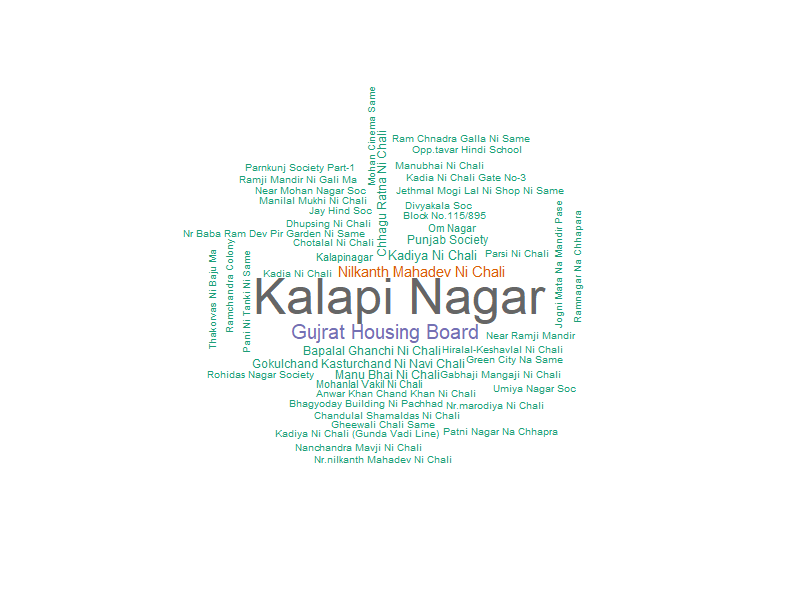 Mohan Cinema Same
Chhagu Ratna Ni Chali
Ram Chnadra Galla Ni Same
Opp.tavar Hindi School
Parnkunj Society Part-1
Manubhai Ni Chali
Ramji Mandir Ni Gali Ma
Kadia Ni Chali Gate No-3
Near Mohan Nagar Soc
Jethmal Mogi Lal Ni Shop Ni Same
Manilal Mukhi Ni Chali
Divyakala Soc
Jay Hind Soc
Block No.115/895
Dhupsing Ni Chali
Om Nagar
Nr Baba Ram Dev Pir Garden Ni Same
Punjab Society
Chotalal Ni Chali
Kadiya Ni Chali
Parsi Ni Chali
Kalapinagar
Kadia Ni Chali
Nilkanth Mahadev Ni Chali
Thakorvas Ni Baju Ma
Ramchandra Colony
Pani Ni Tanki Ni Same
Jogni Mata Na Mandir Pase
Ramnagar Na Chhapara
Kalapi Nagar
Gujrat Housing Board
Near Ramji Mandir
Bapalal Ghanchi Ni Chali
Hiralal-Keshavlal Ni Chali
Gokulchand Kasturchand Ni Navi Chali
Green City Na Same
Rohidas Nagar Society
Manu Bhai Ni Chali
Gabhaji Mangaji Ni Chali
Mohanlal Vakil Ni Chali
Umiya Nagar Soc
Anwar Khan Chand Khan Ni Chali
Bhagyoday Building Ni Pachhad
Nr.marodiya Ni Chali
Chandulal Shamaldas Ni Chali
Gheewali Chali Same
Kadiya Ni Chali (Gunda Vadi Line)
Patni Nagar Na Chhapra
Nanchandra Mavji Ni Chali
Nr.nilkanth Mahadev Ni Chali